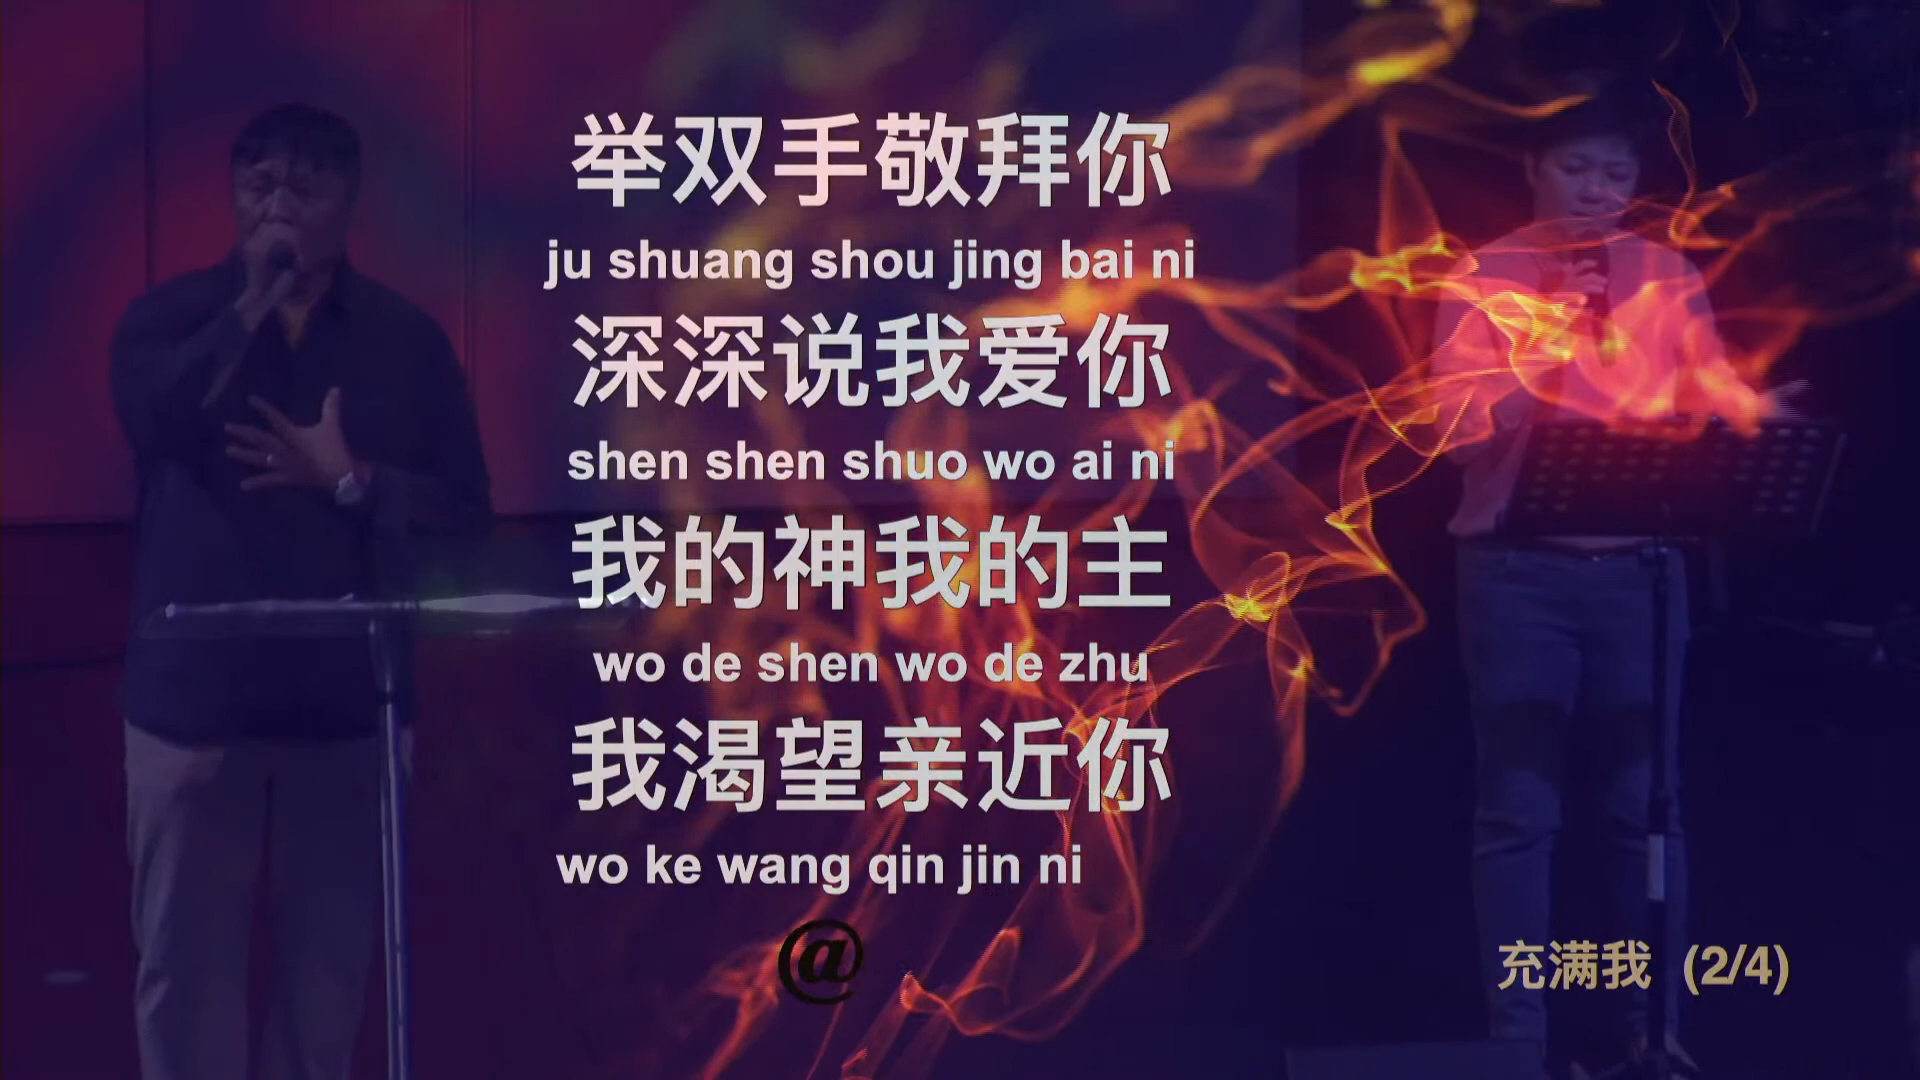 举双手敬拜你
ju shuang shou jing bai ni
深深说我爱你
shen shen shuo wo ai ni
我的神我的主
wo de shen wo de zhu
我渴望亲近你
wo ke wang qin jin ni
@
充满我 (2/4)